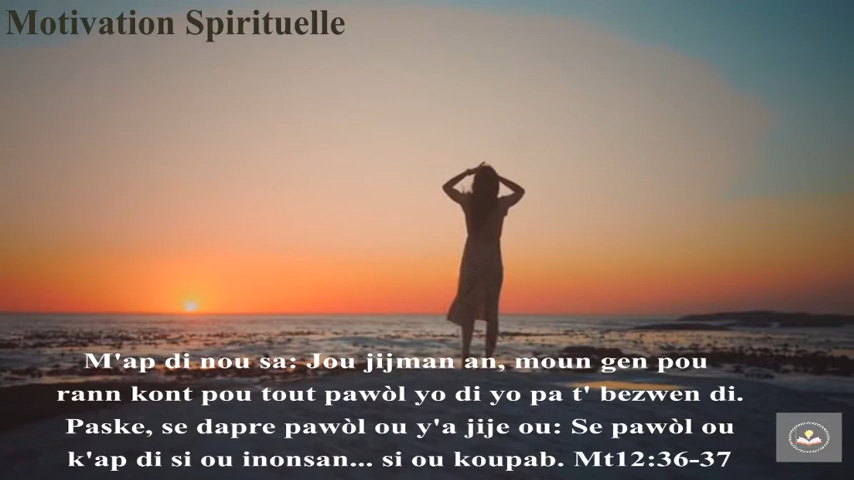 Motivation Spirituelle
M'ap di nou sa: Jou jijman an, moun gen pou
rann kont pou tout pawòl yo di yo pa t' bezwen di.
Paske, se dapre pawòl ou y'a jije ou: Se pawòl ou
k'ap di si ou inonsan... si ou koupab. Mt12:36-37